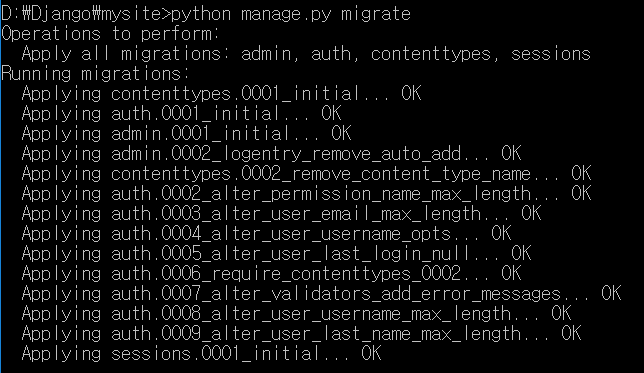 D:₩Django₩mysite>python manage.py migrate
Operations to perform:
  Apply all migrations: admin, auth, contenttypes, sessions
Running migrations:
  Applying contenttypes.0001_initial... OK
  Applying auth.0001_initial... OK
  Applying admin.0001_initial... OK
  Applying admin.0002_logentry_remove_auto_add... OK
  Applying contenttypes.0002_remove_content_type_name... OK
  Applying auth.0002_alter_permission_name_max_length... OK
  Applying auth.0003_alter_user_email_max_length... OK
  Applying auth.0004_alter_user_username_opts... OK
  Applying auth.0005_alter_user_last_login_null... OK
  Applying auth.0006_require_contenttypes_0002... OK
  Applying auth.0007_alter_validators_add_error_messages... OK
  Applying auth.0008_alter_user_username_max_length... OK
  Applying auth.0009_alter_user_last_name_max_length... OK
  Applying sessions.0001_initial... OK